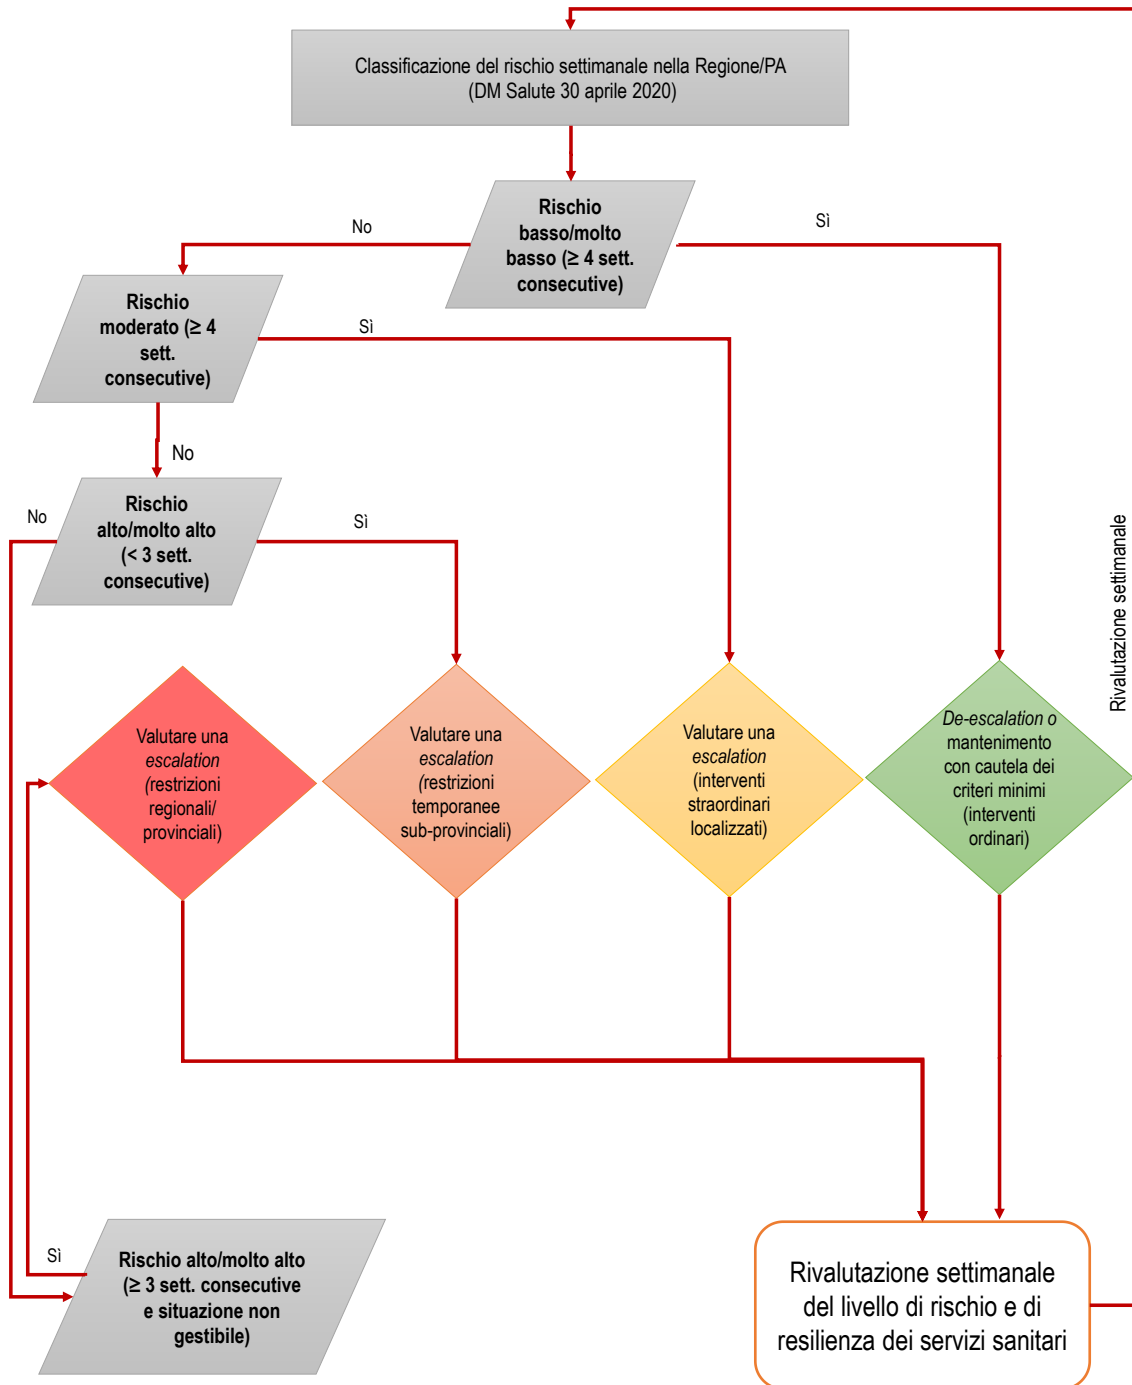 Classificazione del rischio settimanale nella Regione/PA
(DM Salute 30 aprile 2020)
Rischio
basso/molto
basso (≥ 4 sett.
consecutive)
No
Sì
Rischio
moderato (≥ 4
sett.
consecutive)
Sì
No
Rischio
alto/molto alto
(< 3 sett.
consecutive)
No
Sì
Rivalutazione settimanale
Valutare una
escalation
(restrizioni
regionali/
provinciali)
Valutare una
escalation
(restrizioni
temporanee
sub-provinciali)
Valutare una
escalation
(interventi
straordinari
localizzati)
De-escalation o
mantenimento
con cautela dei
criteri minimi
(interventi
ordinari)
Sì
Rischio alto/molto alto
(≥ 3 sett. consecutive
e situazione non
gestibile)
Rivalutazione settimanale
del livello di rischio e di
resilienza dei servizi sanitari